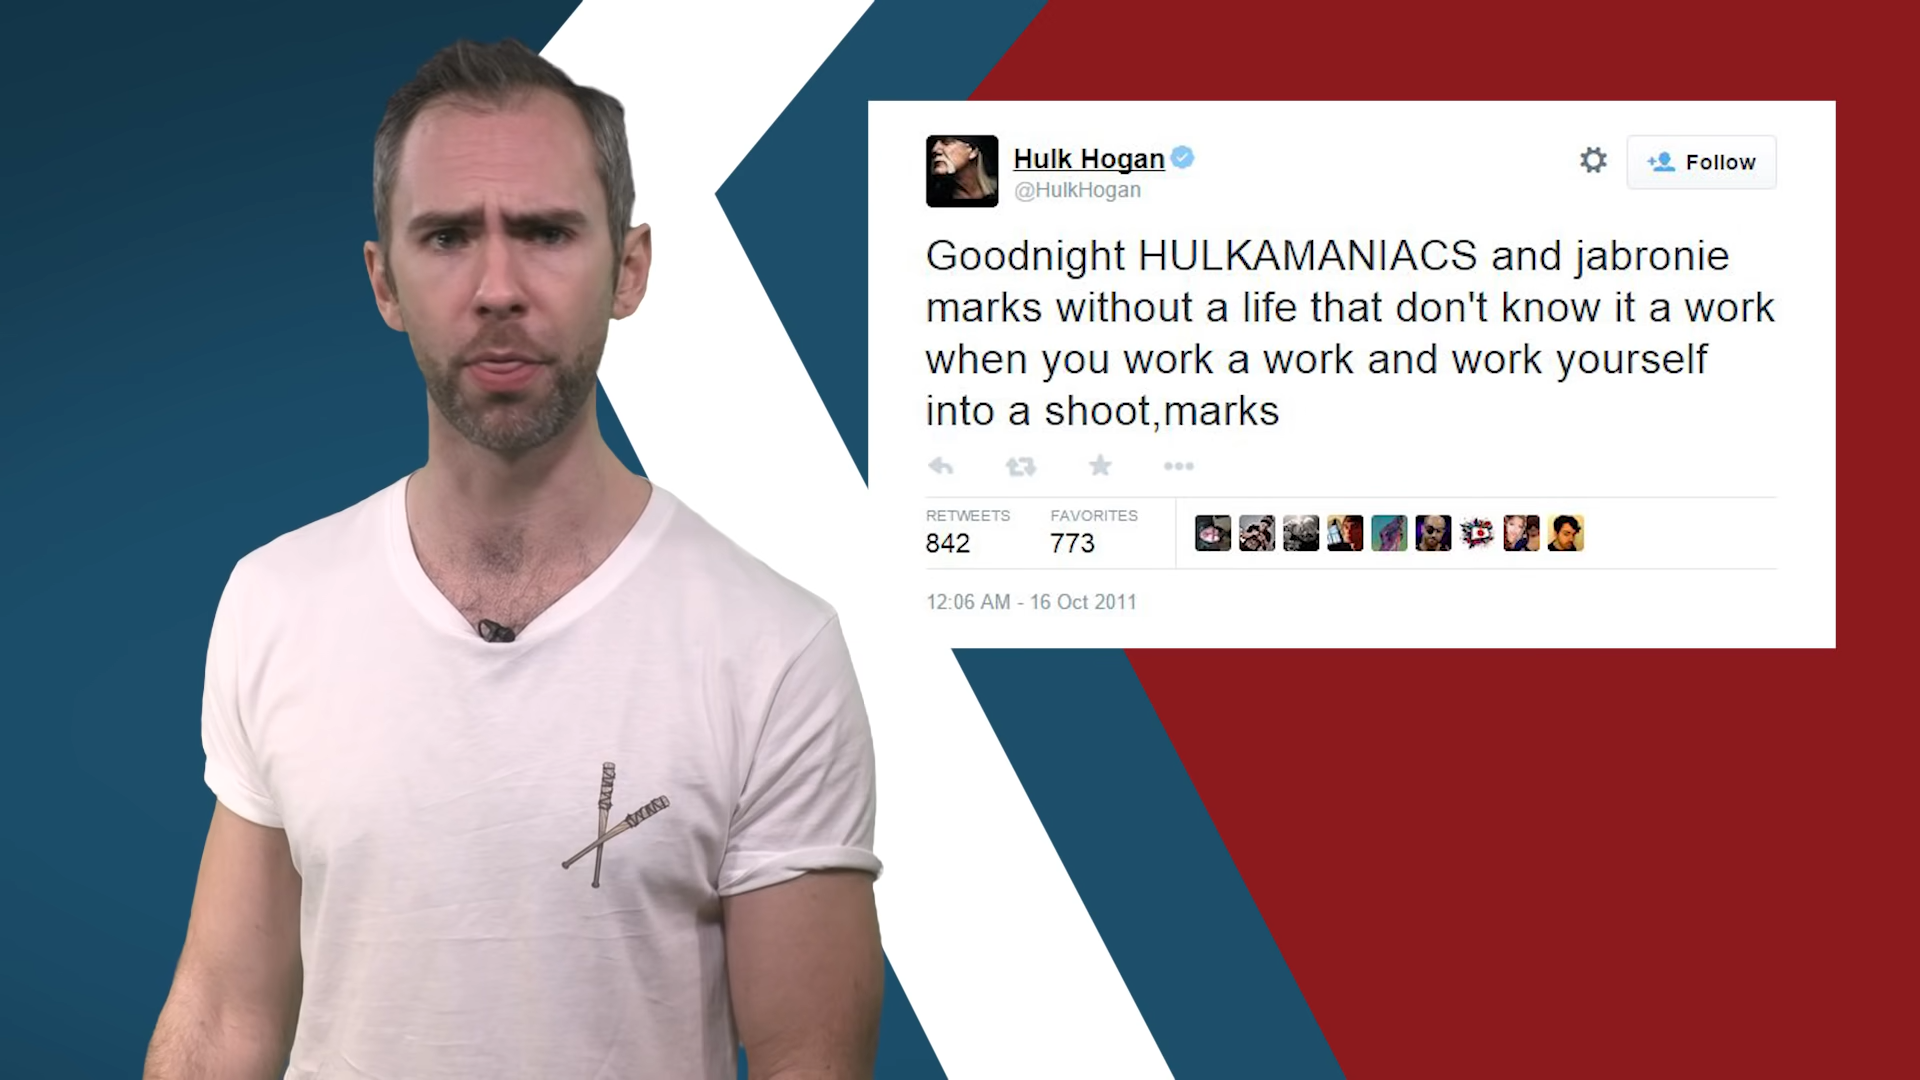 Hulk Hogan
@HulkHogan
Follow
Goodnight HULKAMANIACS and jabronie
marks without a life that don't know it a work
when you work a work and work yourself
into a shoot,marks
RETWEETS
842
FAVORITES
773
12:06 AM - 16 Oct 2011